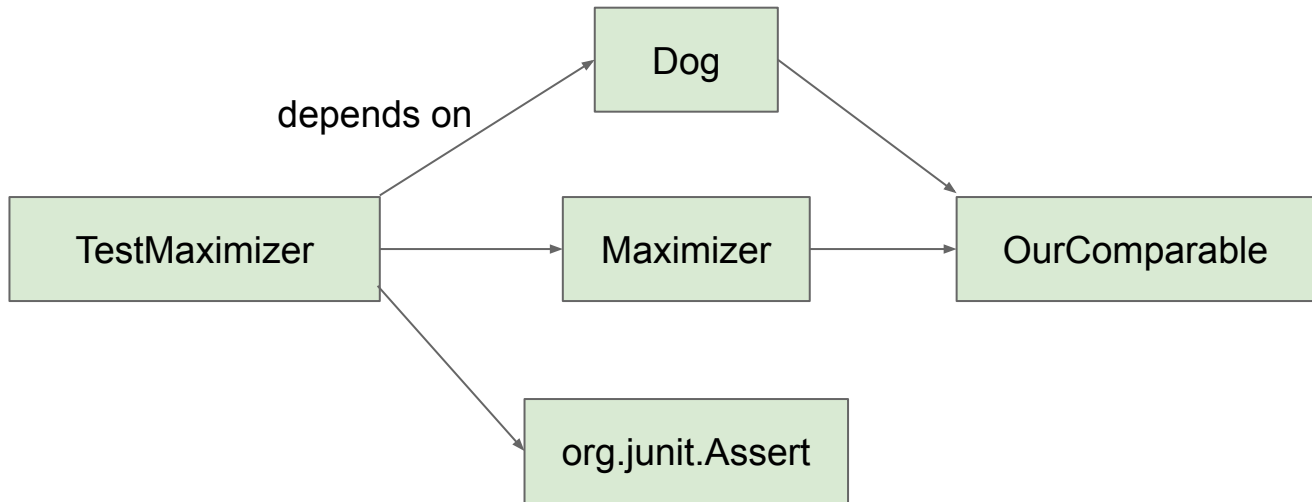 Dog
depends on
TestMaximizer
Maximizer
OurComparable
org.junit.Assert